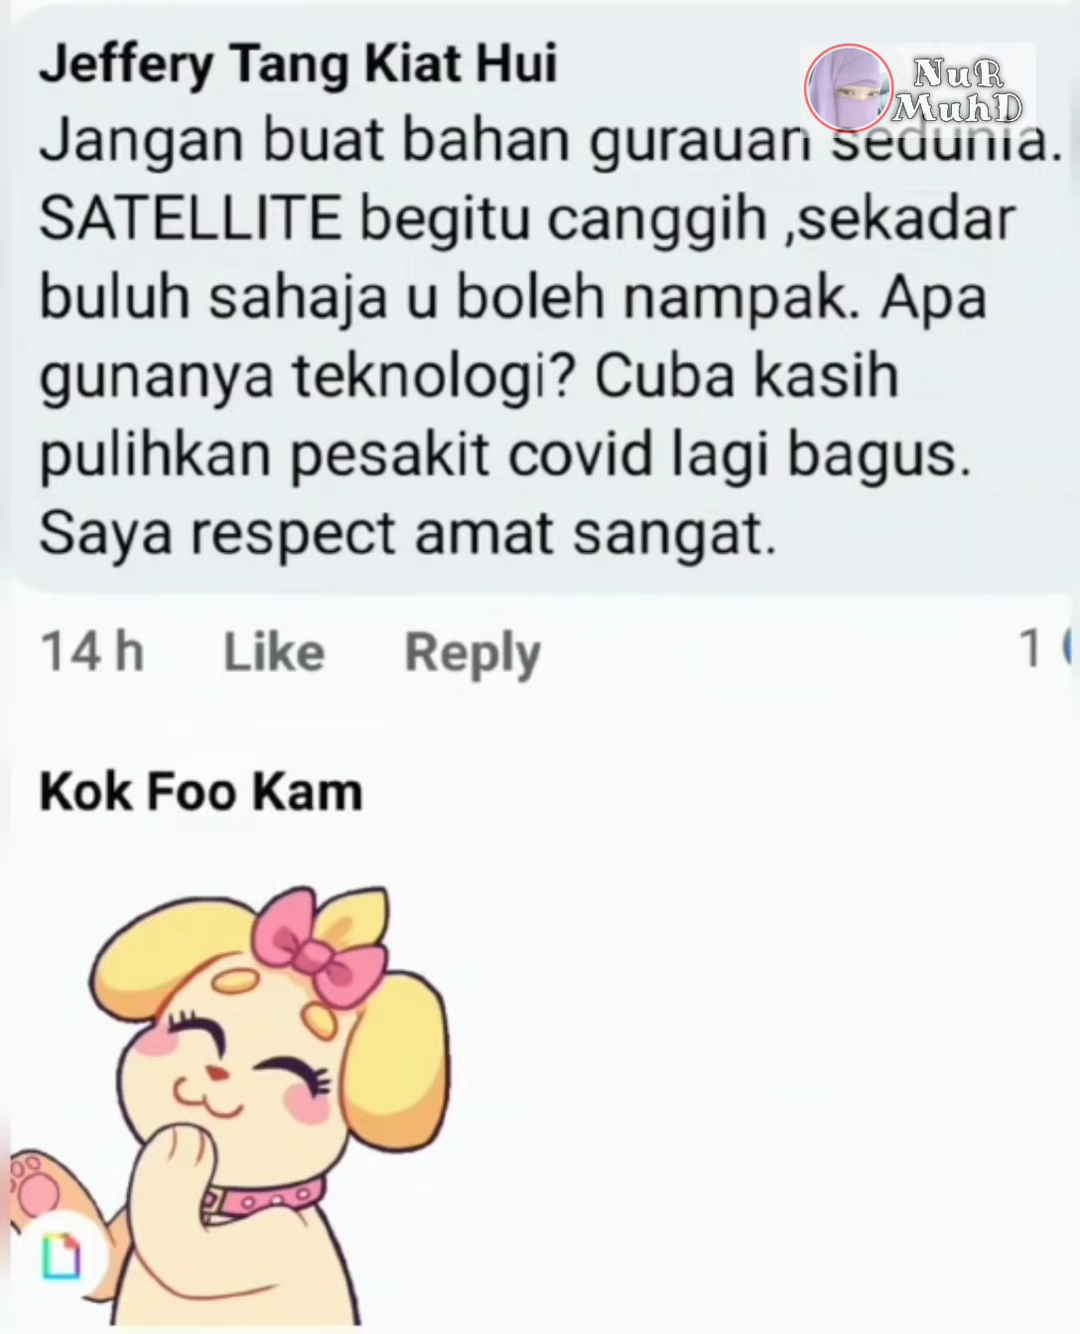 Jeffery Tang Kiat Hui
NuR
MuhD
Jangan buat bahan gurauan sedunia.
SATELLITE begitu canggih ,sekadar
buluh sahaja u boleh nampak. Apa
gunanya teknologi? Cuba kasih
pulihkan pesakit covid lagi bagus.
Saya respect amat sangat.
14 h Like Reply 1
Kok Foo Kam